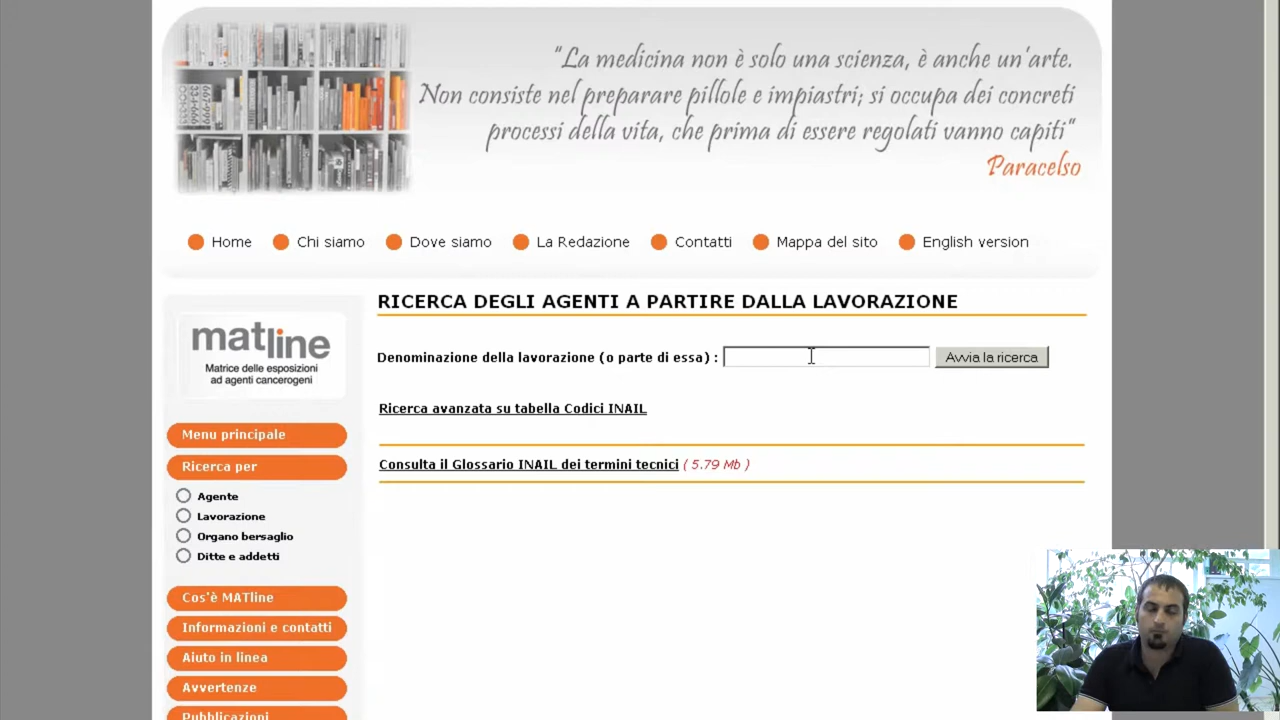 "La medicina non è solo una scienza, è anche un'arte.
Non consiste nel preparare pillole e impiastri; si occupa dei concreti
processi della vita, che prima di essere regolati vanno capiti"
Paracelso
Home Chi siamo Dove siamo La Redazione Contatti Mappa del sito English version
matline
Matrice delle esposizioni
ad agenti cancerogeni
Menu principale
Ricerca per
Agente
Lavorazione
Organo bersaglio
Ditte e addetti
Cos'è MATline
Informazioni e contatti
Aiuto in linea
Avvertenze
Pubblicazioni
RICERCA DEGLI AGENTI A PARTIRE DALLA LAVORAZIONE
Denominazione della lavorazione (o parte di essa) : Avvia la ricerca
Ricerca avanzata su tabella Codici INAIL
Consulta il Glossario INAIL dei termini tecnici ( 5.79 Mb )